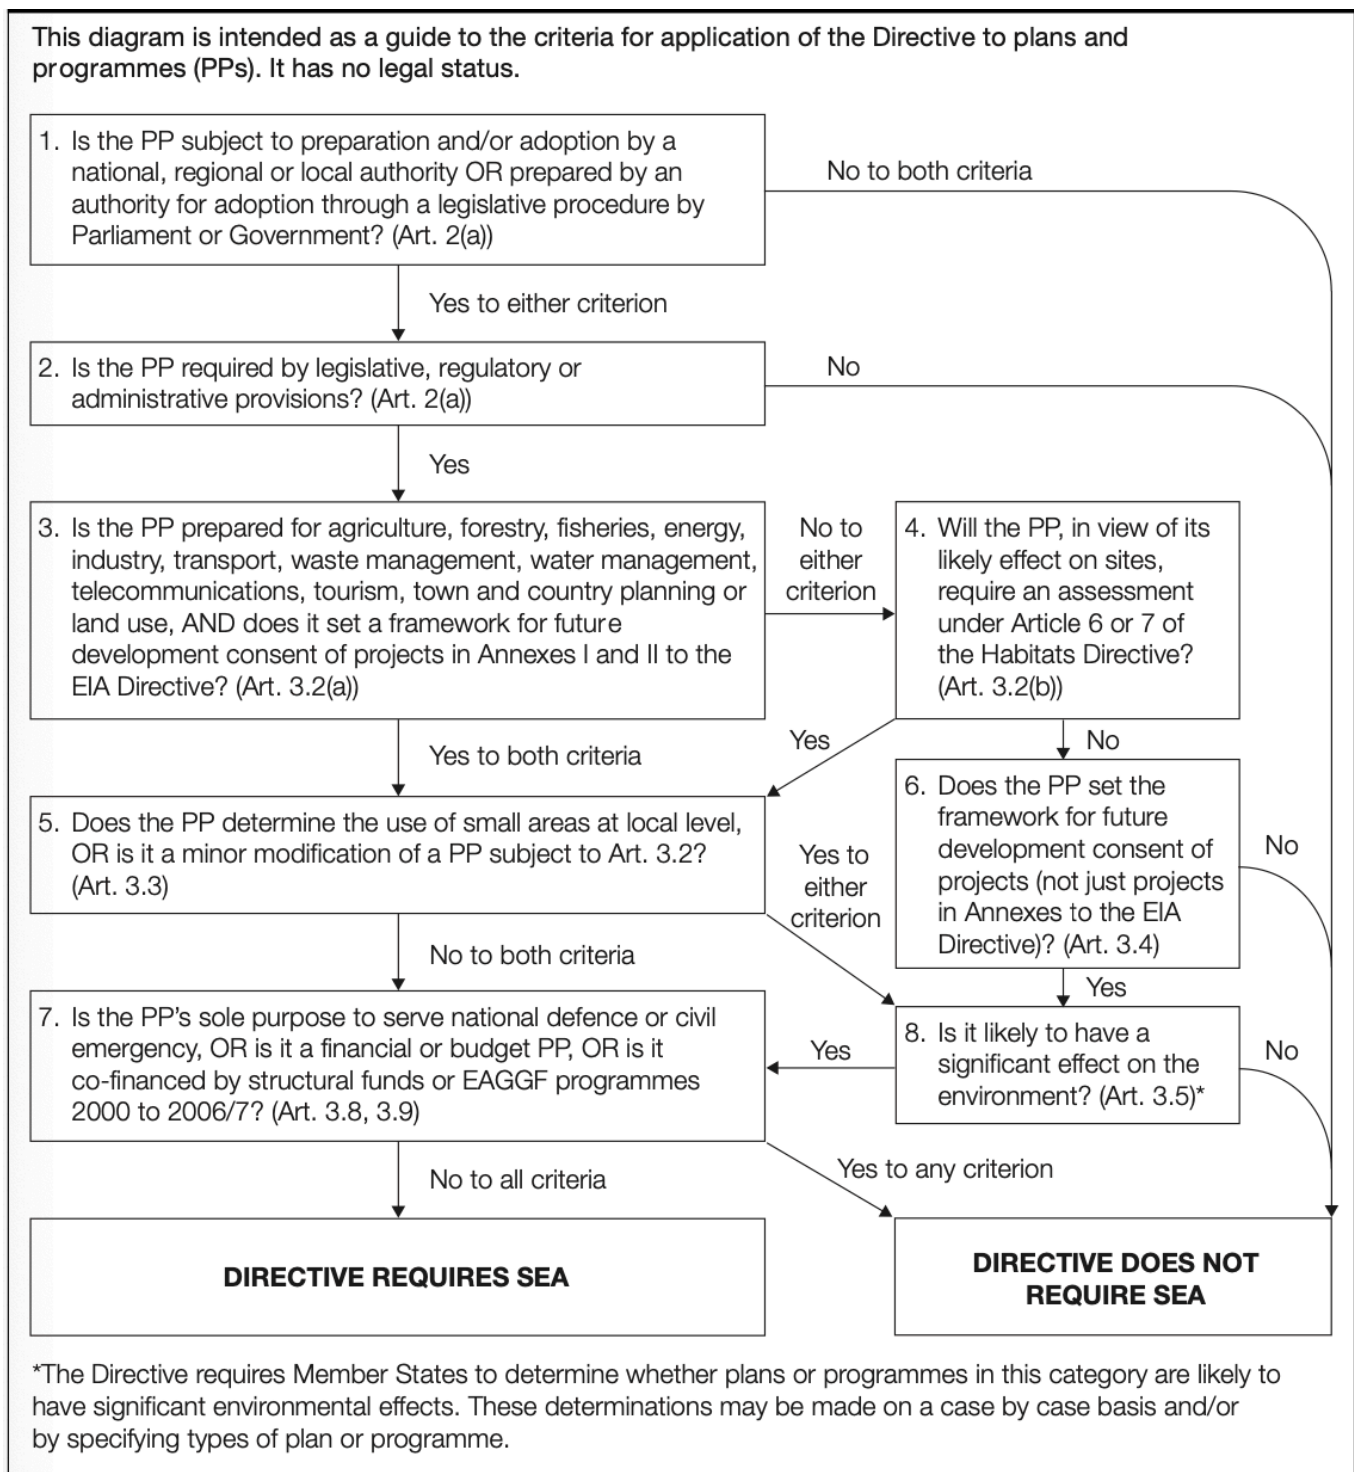 This diagram is intended as a guide to the criteria for application of the Directive to plans and
programmes (PPs). It has no legal status.
1. Is the PP subject to preparation and/or adoption by a
national, regional or local authority OR prepared by an
authority for adoption through a legislative procedure by
Parliament or Government? (Art. 2(a))
No to both criteria
Yes to either criterion
2. Is the PP required by legislative, regulatory or
administrative provisions? (Art. 2(a))
No
Yes
3. Is the PP prepared for agriculture, forestry, fisheries, energy,
industry, transport, waste management, water management,
telecommunications, tourism, town and country planning or
land use, AND does it set a framework for future
development consent of projects in Annexes I and II to the
EIA Directive? (Art. 3.2(a))
No to
either
criterion
4. Will the PP, in view of its
likely effect on sites,
require an assessment
under Article 6 or 7 of
the Habitats Directive?
(Art. 3.2(b))
Yes to both criteria
Yes
No
5. Does the PP determine the use of small areas at local level,
OR is it a minor modification of a PP subject to Art. 3.2?
(Art. 3.3)
Yes to
either
criterion
6. Does the PP set the
framework for future
development consent of
projects (not just projects
in Annexes to the EIA
Directive)? (Art. 3.4)
No
No to both criteria
Yes
7. Is the PP's sole purpose to serve national defence or civil
emergency, OR is it a financial or budget PP, OR is it
co-financed by structural funds or EAGGF programmes
2000 to 2006/7? (Art. 3.8, 3.9)
Yes
8. Is it likely to have a
significant effect on the
environment? (Art. 3.5)*
No
No to all criteria
Yes to any criterion
DIRECTIVE REQUIRES SEA
DIRECTIVE DOES NOT
REQUIRE SEA
*The Directive requires Member States to determine whether plans or programmes in this category are likely to
have significant environmental effects. These determinations may be made on a case by case basis and/or
by specifying types of plan or programme.